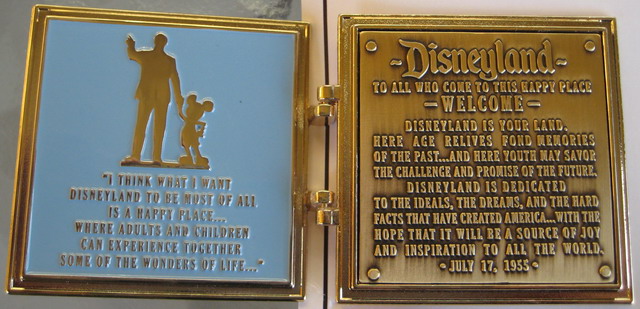 "I THINK WHAT I WANT
DISNEYLAND TO BE MOST OF ALL
IS A HAPPY PLACE...
WHERE ADULTS AND CHILDREN
CAN EXPERIENCE TOGETHER
SOME OF THE WONDERS OF LIFE..."
~Disneyland~
TO ALL WHO COME TO THIS HAPPY PLACE
– WELCOME –
DISNEYLAND IS YOUR LAND.
HERE AGE RELIVES FOND MEMORIES
OF THE PAST...AND HERE YOUTH MAY SAVOR
THE CHALLENGE AND PROMISE OF THE FUTURE.
DISNEYLAND IS DEDICATED
TO THE IDEALS, THE DREAMS, AND THE HARD
FACTS THAT HAVE CREATED AMERICA...WITH THE
HOPE THAT IT WILL BE A SOURCE OF JOY
AND INSPIRATION TO ALL THE WORLD.
• JULY 17, 1955 •